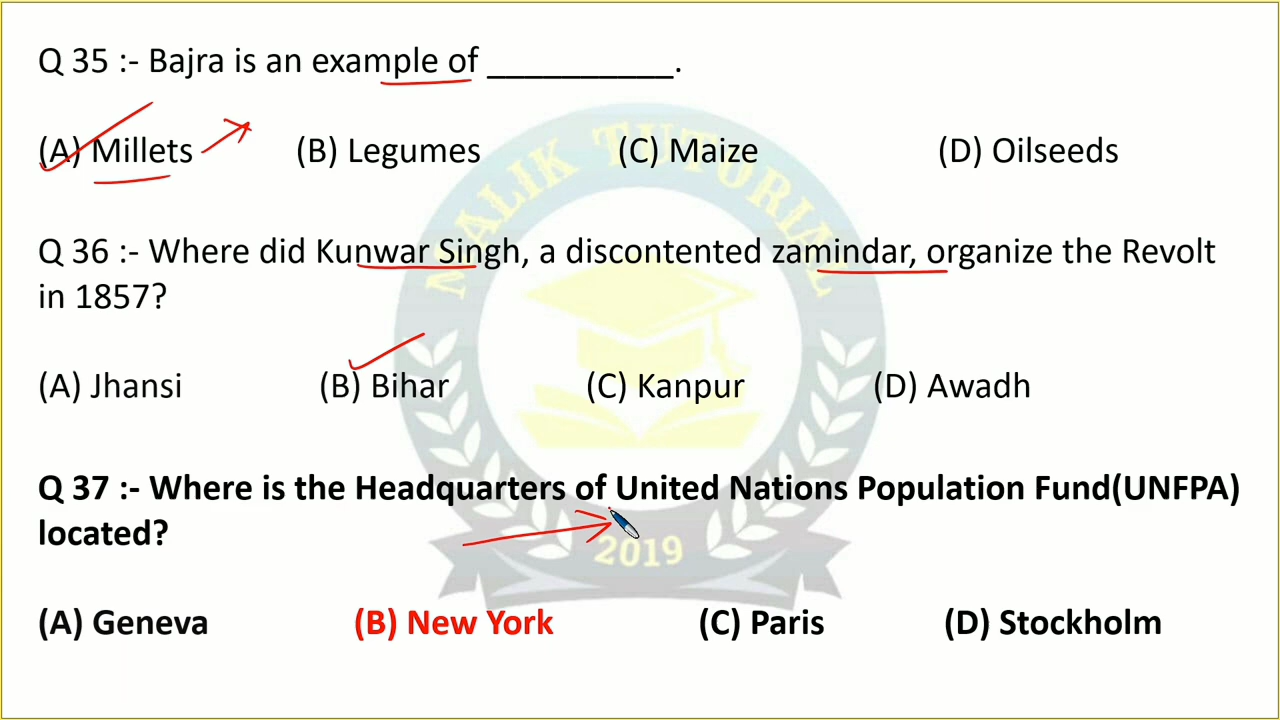 Q 35 :- Bajra is an example of __________.
(A) Millets (B) Legumes (C) Maize (D) Oilseeds
Q 36 :- Where did Kunwar Singh, a discontented zamindar, organize the Revolt
in 1857?
(A) Jhansi (B) Bihar (C) Kanpur (D) Awadh
Q 37 :- Where is the Headquarters of United Nations Population Fund(UNFPA)
located?
(A) Geneva (B) New York (C) Paris (D) Stockholm
MALIK TUTORIAL
2019